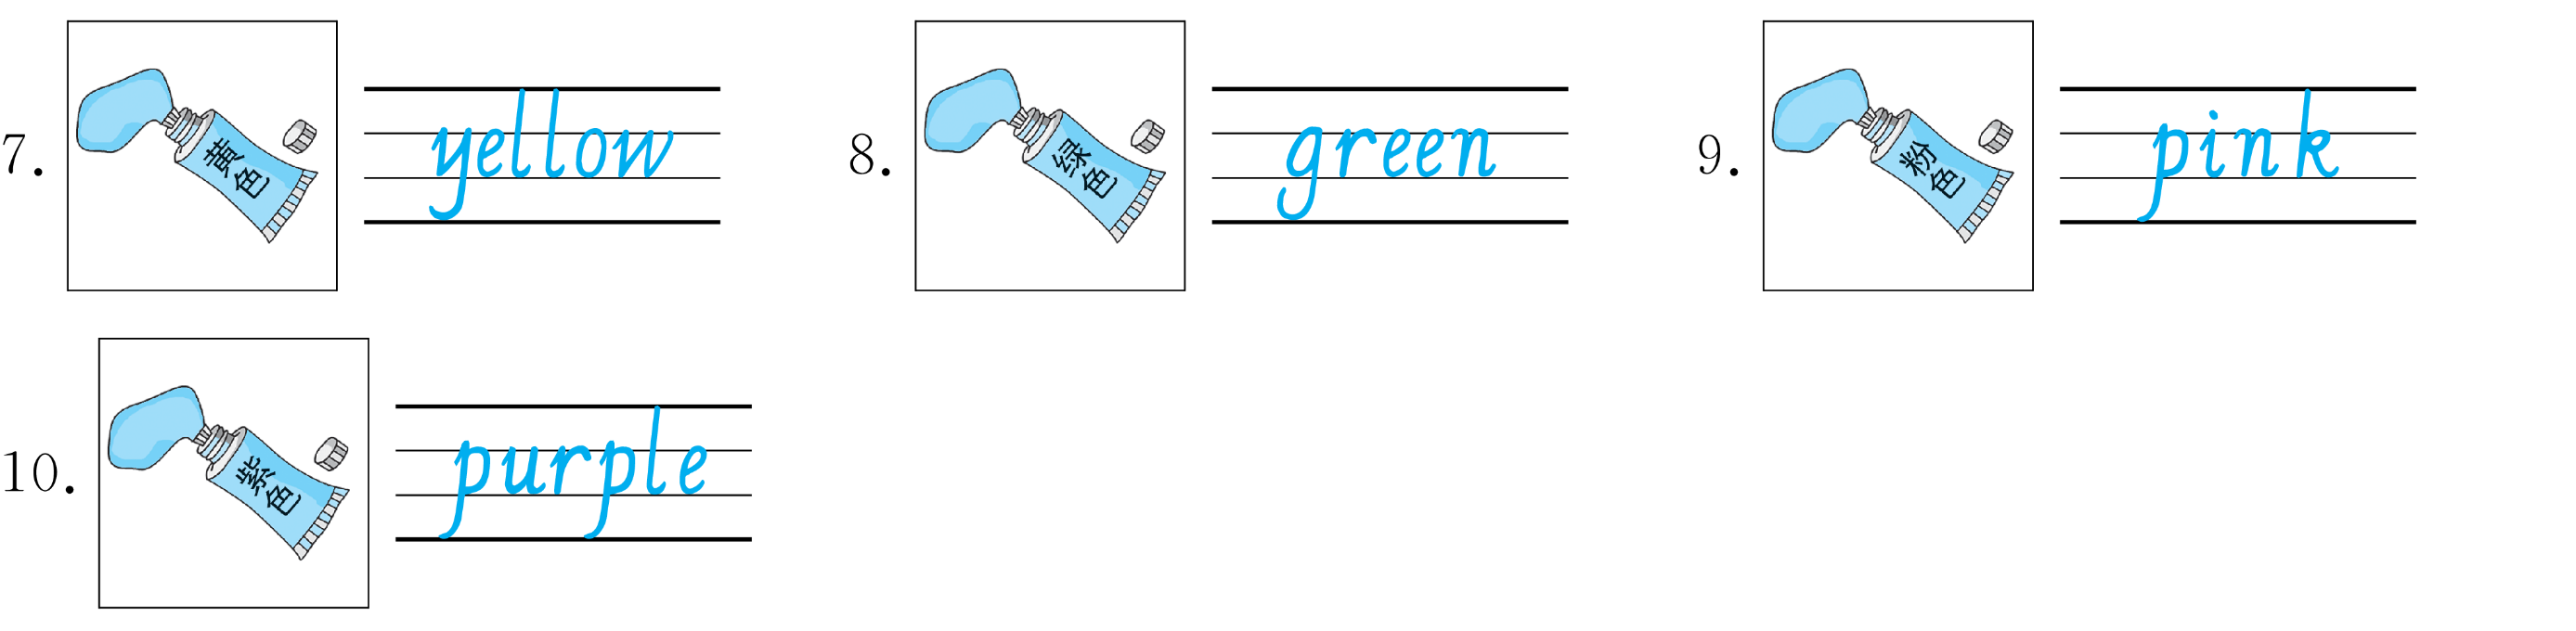 7. 黄色 yellow 8. 绿色 green 9. 粉色 pink
10. 紫色 purple